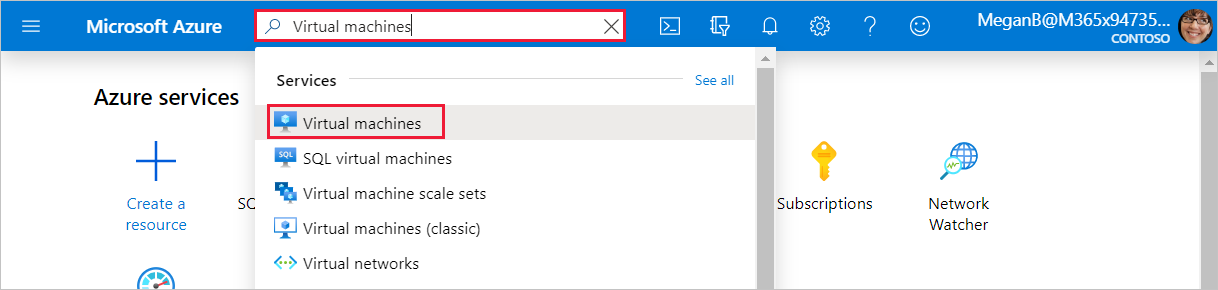 Microsoft Azure
Virtual machines
MeganB@M365x94735...
CONTOSO
Services
See all
Azure services
Virtual machines
SQL
SQL virtual machines
Virtual machine scale sets
Virtual machines (classic)
Virtual networks
Create a
resource
SQ
Subscriptions
Network
Watcher